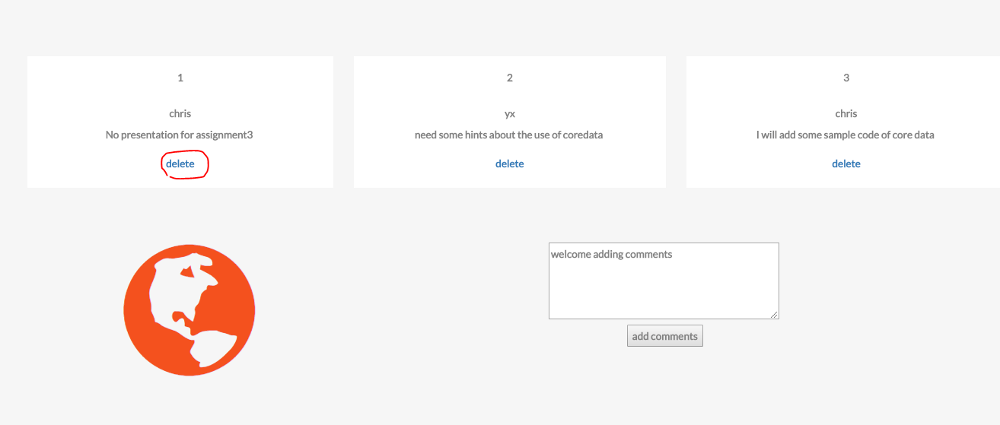 1
chris
No presentation for assignment3
delete
2
yx
need some hints about the use of coredata
delete
3
chris
I will add some sample code of core data
delete
welcome adding comments
add comments